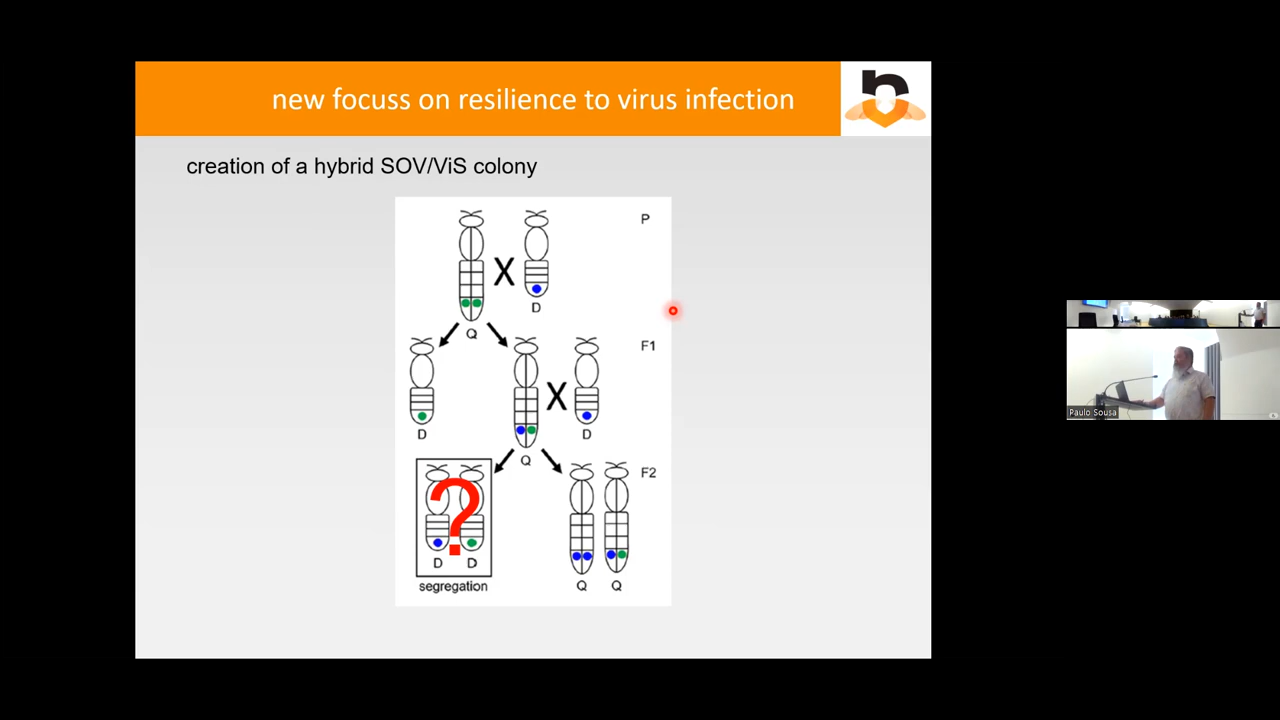 new focuss on resilience to virus infection
creation of a hybrid SOV/ViS colony
P
X
D
Q
F1
X
D
D
Q
F2
?
D D
Q Q
segregation
Paulo Sousa